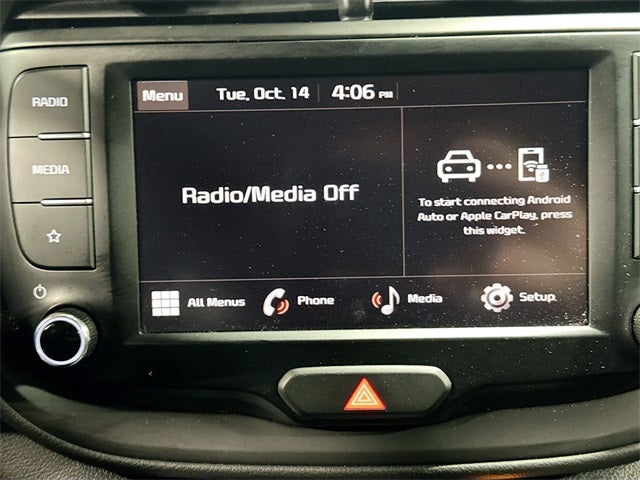 RADIO
MEDIA
Menu
Tue, Oct. 14
4:06 PM
Radio/Media Off
To start connecting Android
Auto or Apple CarPlay, press
this widget.
All Menus
Phone
Media
Setup